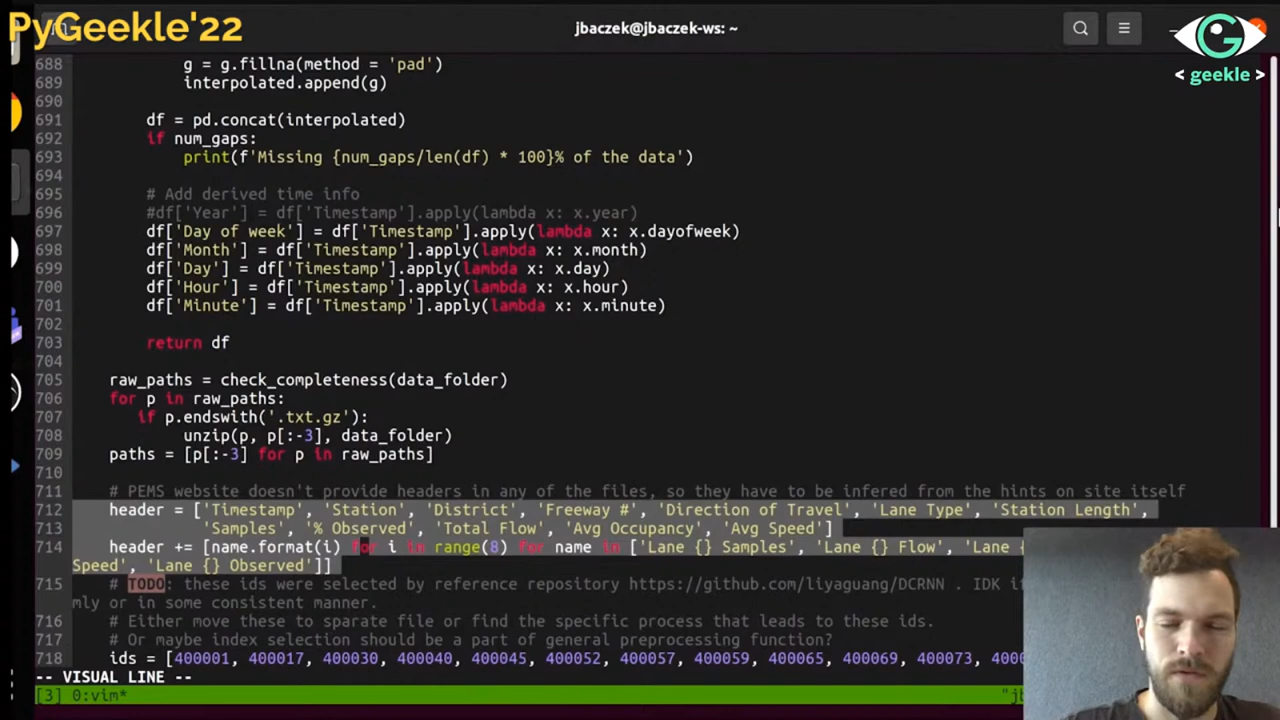 PyGeekle'22
jbaczek@jbaczek-ws: ~
< geekle >
688 g = g.fillna(method = 'pad')
689 interpolated.append(g)
690
691 df = pd.concat(interpolated)
692 if num_gaps:
693 print(f'Missing {num_gaps/len(df) * 100}% of the data')
694
695 # Add derived time info
696 #df['Year'] = df['Timestamp'].apply(lambda x: x.year)
697 df['Day of week'] = df['Timestamp'].apply(lambda x: x.dayofweek)
698 df['Month'] = df['Timestamp'].apply(lambda x: x.month)
699 df['Day'] = df['Timestamp'].apply(lambda x: x.day)
700 df['Hour'] = df['Timestamp'].apply(lambda x: x.hour)
701 df['Minute'] = df['Timestamp'].apply(lambda x: x.minute)
702
703 return df
704
705 raw_paths = check_completeness(data_folder)
706 for p in raw_paths:
707 if p.endswith('.txt.gz'):
708 unzip(p, p[:-3], data_folder)
709 paths = [p[:-3] for p in raw_paths]
710
711 # PEMS website doesn't provide headers in any of the files, so they have to be infered from the hints on site itself
712 header = ['Timestamp', 'Station', 'District', 'Freeway #', 'Direction of Travel', 'Lane Type', 'Station Length',
713 'Samples', '% Observed', 'Total Flow', 'Avg Occupancy', 'Avg Speed']
714 header += [name.format(i) for i in range(8) for name in ['Lane {} Samples', 'Lane {} Flow', 'Lane {
Speed', 'Lane {} Observed']]
715 # TODO: these ids were selected by reference repository https://github.com/liyaguang/DCRNN . IDK i
mly or in some consistent manner.
716 # Either move these to sparate file or find the specific process that leads to these ids.
717 # Or maybe index selection should be a part of general preprocessing function?
718 ids = [400001, 400017, 400030, 400040, 400045, 400052, 400057, 400059, 400065, 400069, 400073, 400
-- VISUAL LINE --
[3] 0:vim* "jb